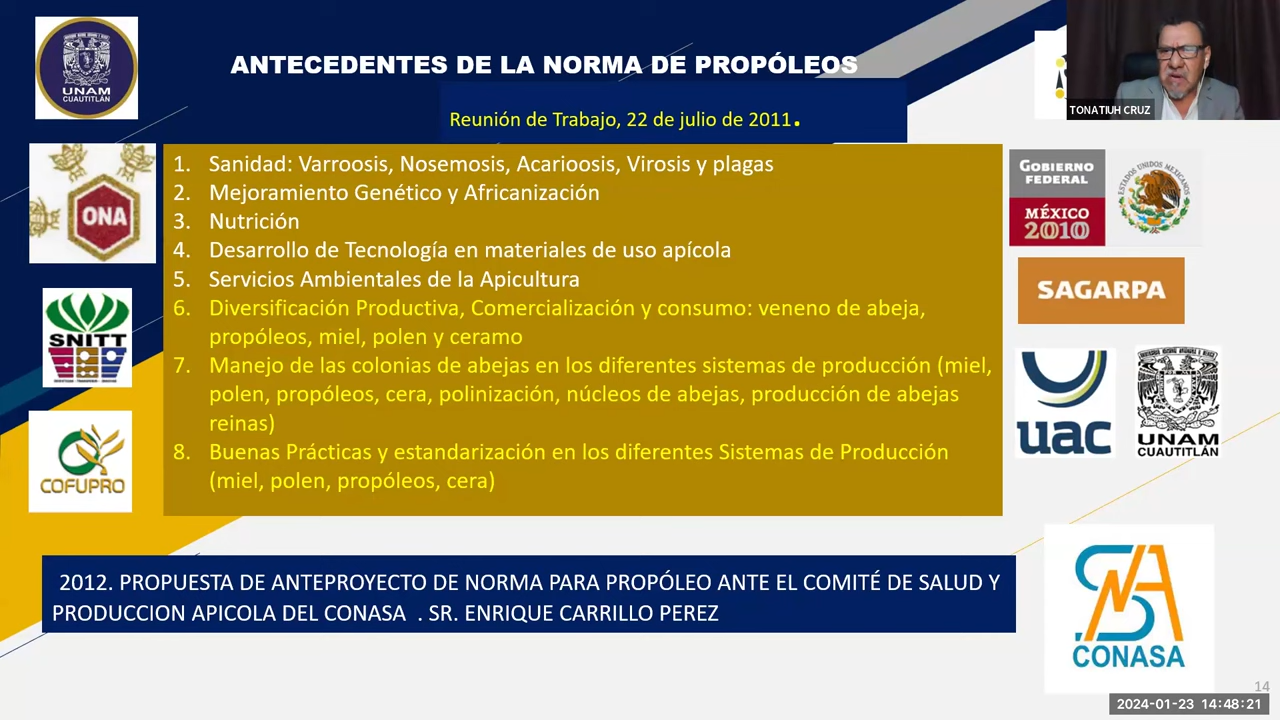 UNAM
CUAUTITLÁN
ANTECEDENTES DE LA NORMA DE PROPÓLEOS
Reunión de Trabajo, 22 de julio de 2011.
TONATIUH CRUZ
ONA
SNITT
COFUPRO
1. Sanidad: Varroosis, Nosemosis, Acarioosis, Virosis y plagas
2. Mejoramiento Genético y Africanización
3. Nutrición
4. Desarrollo de Tecnología en materiales de uso apícola
5. Servicios Ambientales de la Apicultura
6. Diversificación Productiva, Comercialización y consumo: veneno de abeja,
propóleos, miel, polen y ceramo
7. Manejo de las colonias de abejas en los diferentes sistemas de producción (miel,
polen, propóleos, cera, polinización, núcleos de abejas, producción de abejas
reinas)
8. Buenas Prácticas y estandarización en los diferentes Sistemas de Producción
(miel, polen, propóleos, cera)
GOBIERNO
FEDERAL
MÉXICO
2010
ESTADOS UNIDOS MEXICANOS
SAGARPA
uac
UNAM
CUAUTITLÁN
2012. PROPUESTA DE ANTEPROYECTO DE NORMA PARA PROPÓLEO ANTE EL COMITÉ DE SALUD Y
PRODUCCION APICOLA DEL CONASA . SR. ENRIQUE CARRILLO PEREZ
CONASA
14
2024-01-23 14:48:21